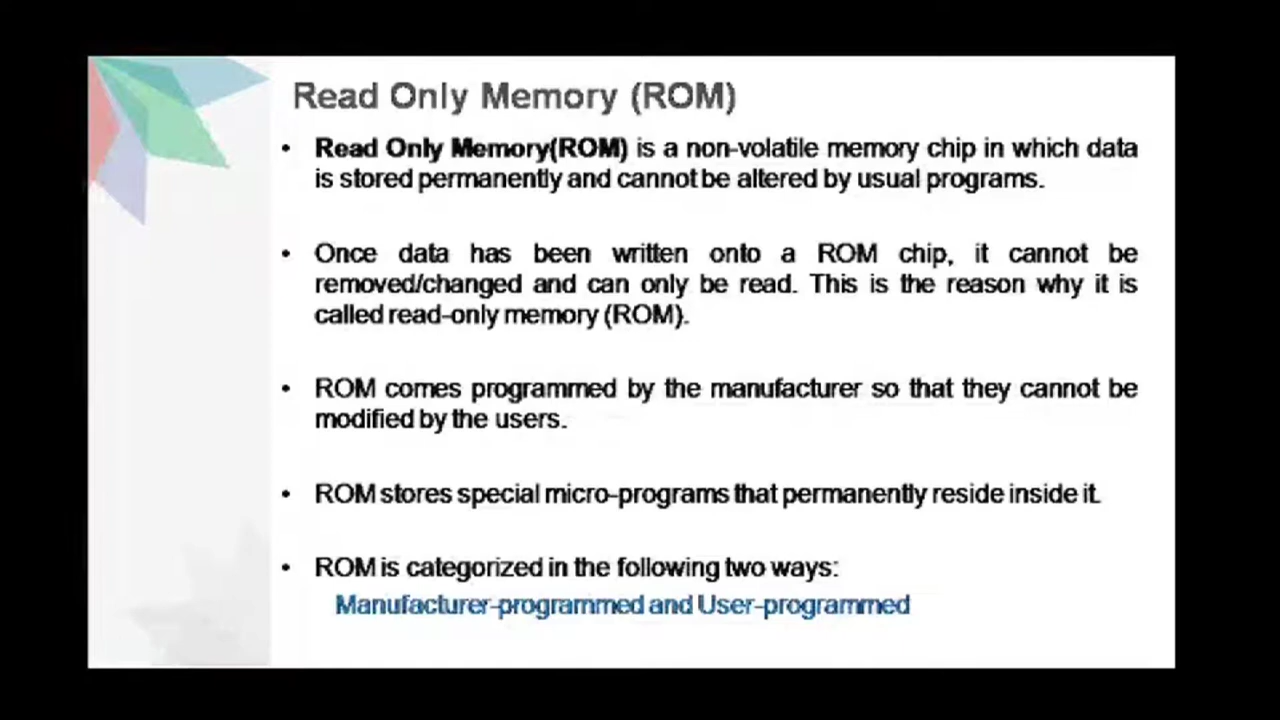 Read Only Memory (ROM)
• Read Only Memory(ROM) is a non-volatile memory chip in which data
is stored permanently and cannot be altered by usual programs.
• Once data has been written onto a ROM chip, it cannot be
removed/changed and can only be read. This is the reason why it is
called read-only memory (ROM).
• ROM comes programmed by the manufacturer so that they cannot be
modified by the users.
• ROM stores special micro-programs that permanently reside inside it.
• ROM is categorized in the following two ways:
Manufacturer-programmed and User-programmed